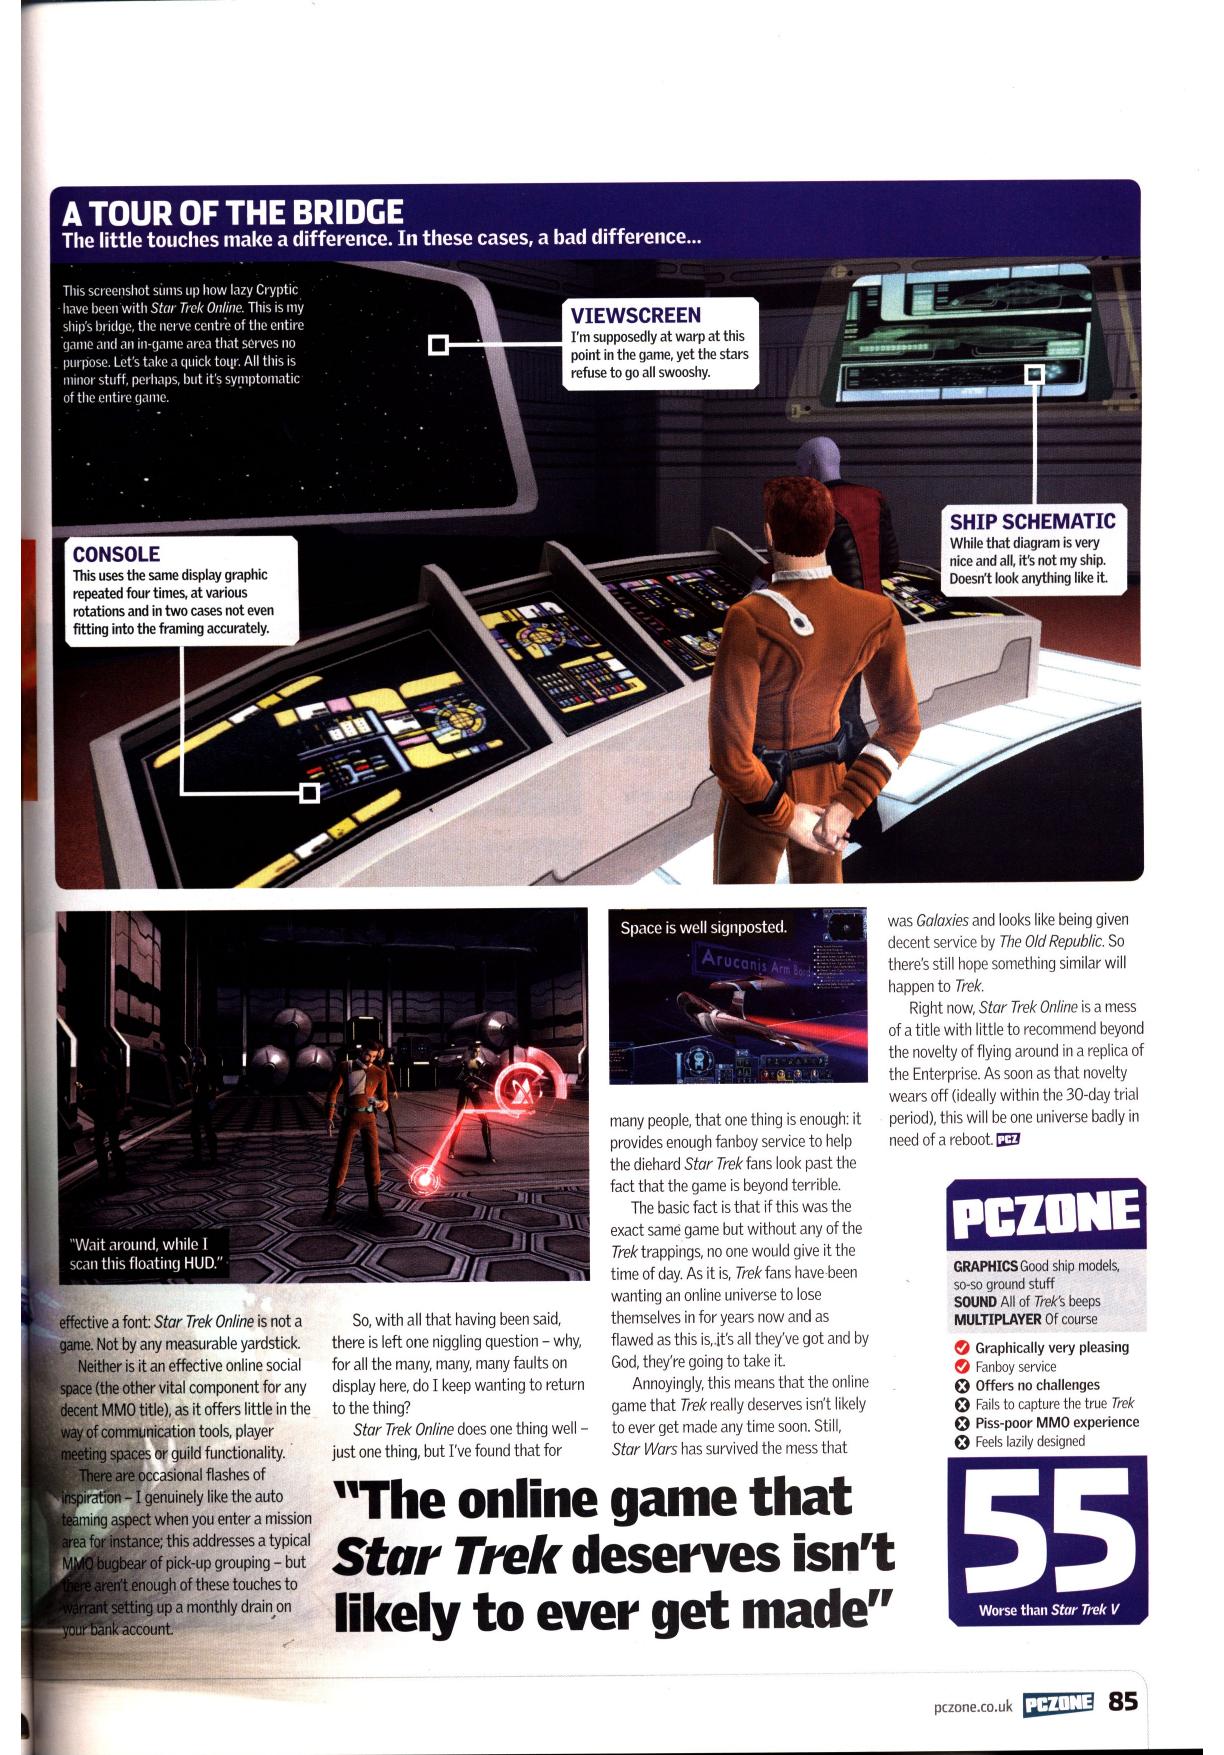 A TOUR OF THE BRIDGE
The little touches make a difference. In these cases, a bad difference...
This screenshot sums up how lazy Cryptic
have been with Star Trek Online. This is my
ship's bridge, the nerve centre of the entire
game and an in-game area that serves no
purpose. Let's take a quick tour. All this is
minor stuff, perhaps, but it's symptomatic
of the entire game.
VIEWSCREEN
I'm supposedly at warp at this
point in the game, yet the stars
refuse to go all swooshy.
SHIP SCHEMATIC
While that diagram is very
nice and all, it's not my ship.
Doesn't look anything like it.
CONSOLE
This uses the same display graphic
repeated four times, at various
rotations and in two cases not even
fitting into the framing accurately.
"Wait around, while I
scan this floating HUD."
Space is well signposted.
Arucanis Arm
effective a font: Star Trek Online is not a
game. Not by any measurable yardstick.
Neither is it an effective online social
space (the other vital component for any
decent MMO title), as it offers little in the
way of communication tools, player
meeting spaces or guild functionality.
There are occasional flashes of
inspiration – I genuinely like the auto
teaming aspect when you enter a mission
area for instance; this addresses a typical
MMO bugbear of pick-up grouping – but
there aren't enough of these touches to
warrant setting up a monthly drain on
your bank account.
So, with all that having been said,
there is left one niggling question – why,
for all the many, many, many faults on
display here, do I keep wanting to return
to the thing?
Star Trek Online does one thing well –
just one thing, but I've found that for
many people, that one thing is enough: it
provides enough fanboy service to help
the diehard Star Trek fans look past the
fact that the game is beyond terrible.
The basic fact is that if this was the
exact same game but without any of the
Trek trappings, no one would give it the
time of day. As it is, Trek fans have been
wanting an online universe to lose
themselves in for years now and as
flawed as this is, it's all they've got and by
God, they're going to take it.
Annoyingly, this means that the online
game that Trek really deserves isn't likely
to ever get made any time soon. Still,
Star Wars has survived the mess that
was Galaxies and looks like being given
decent service by The Old Republic. So
there's still hope something similar will
happen to Trek.
Right now, Star Trek Online is a mess
of a title with little to recommend beyond
the novelty of flying around in a replica of
the Enterprise. As soon as that novelty
wears off (ideally within the 30-day trial
period), this will be one universe badly in
need of a reboot. PCZ
"The online game that
Star Trek deserves isn't
likely to ever get made"
PCZONE
GRAPHICS Good ship models,
so-so ground stuff
SOUND All of Trek's beeps
MULTIPLAYER Of course
Graphically very pleasing
Fanboy service
Offers no challenges
Fails to capture the true Trek
Piss-poor MMO experience
Feels lazily designed
55
Worse than Star Trek V
pczone.co.uk PCZONE 85